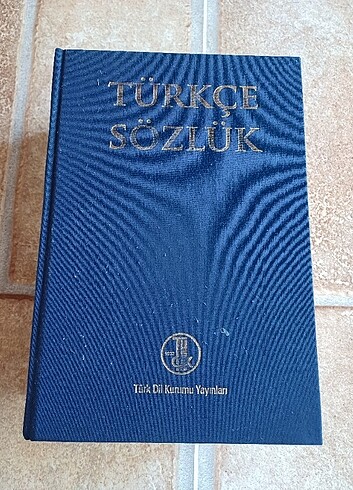 TÜRKÇE
SÖZLÜK
Türk Dil Kurumu Yayınları